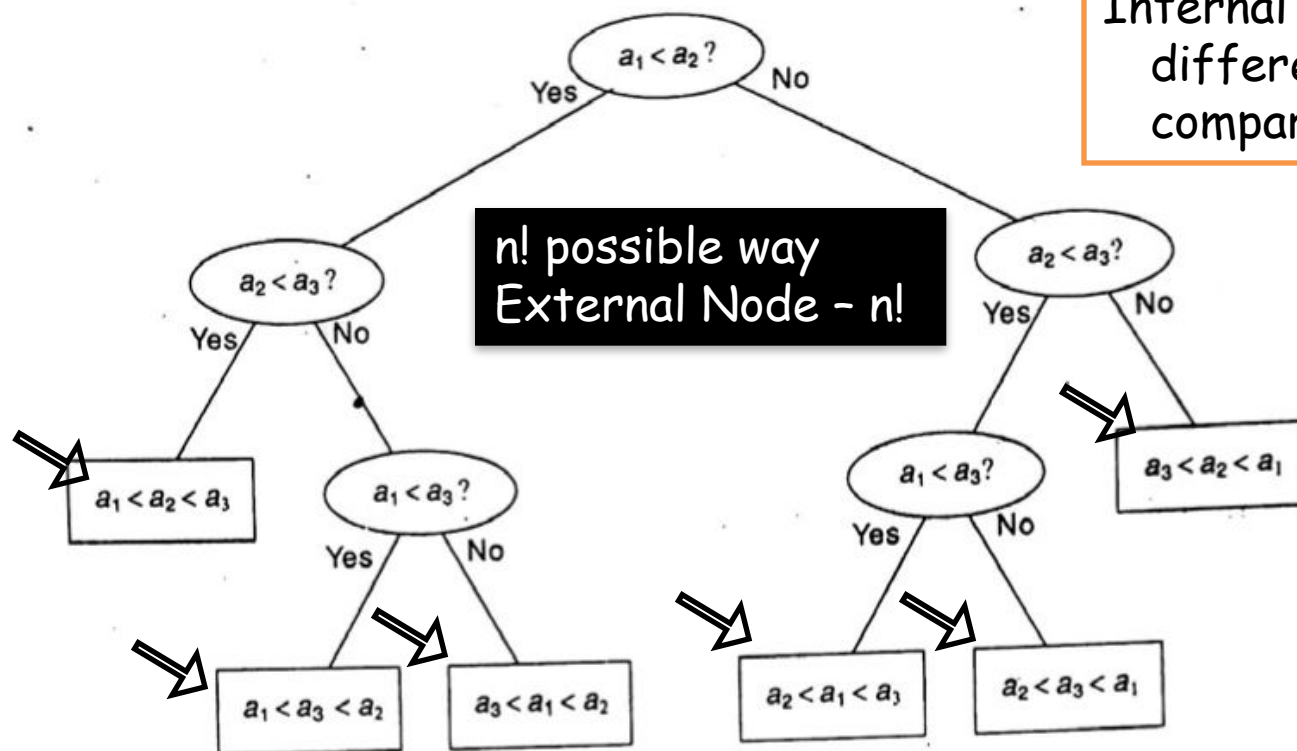 Internal
a₁ < a₂?
Yes
No
n! possible way
External Node – n!
a₂ < a₃?
Yes
No
a₂ < a₃?
Yes
No
a₁ < a₂ < a₃
a₁ < a₃?
Yes
No
a₁ < a₃?
Yes
No
a₃ < a₂ < a₁
a₁ < a₃ < a₂
a₃ < a₁ < a₂
a₂ < a₁ < a₃
a₂ < a₃ < a₁